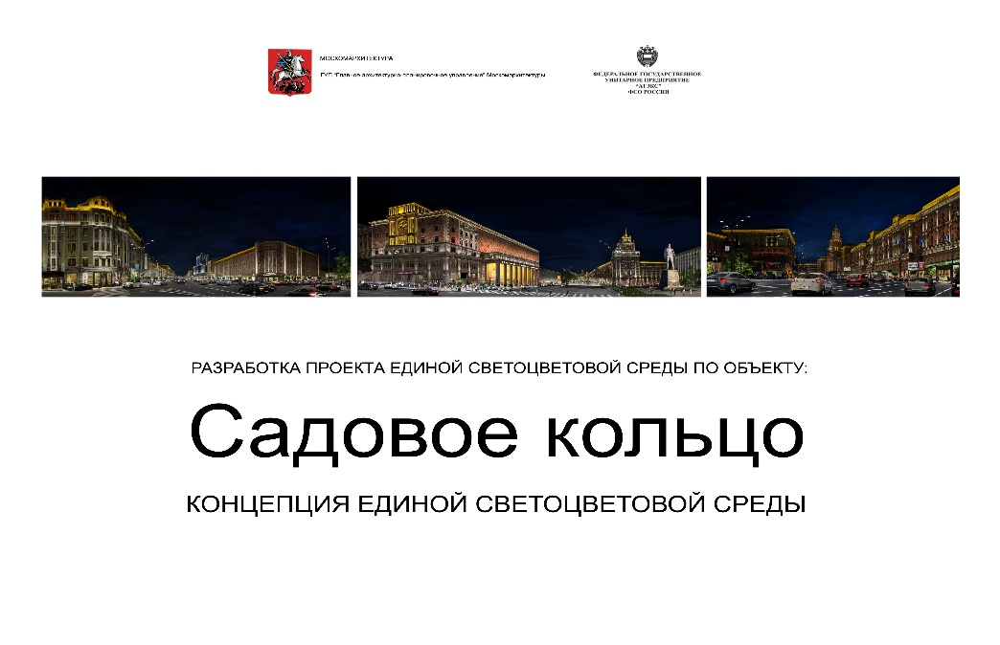 МОСКОМАРХИТЕКТУРА
ГУП "Главное архитектурно-планировочное управление" Москомархитектуры
ФЕДЕРАЛЬНОЕ ГОСУДАРСТВЕННОЕ
УНИТАРНОЕ ПРЕДПРИЯТИЕ
"АТЭКС"
ФСО РОССИИ
РАЗРАБОТКА ПРОЕКТА ЕДИНОЙ СВЕТОЦВЕТОВОЙ СРЕДЫ ПО ОБЪЕКТУ:
Садовое кольцо
КОНЦЕПЦИЯ ЕДИНОЙ СВЕТОЦВЕТОВОЙ СРЕДЫ